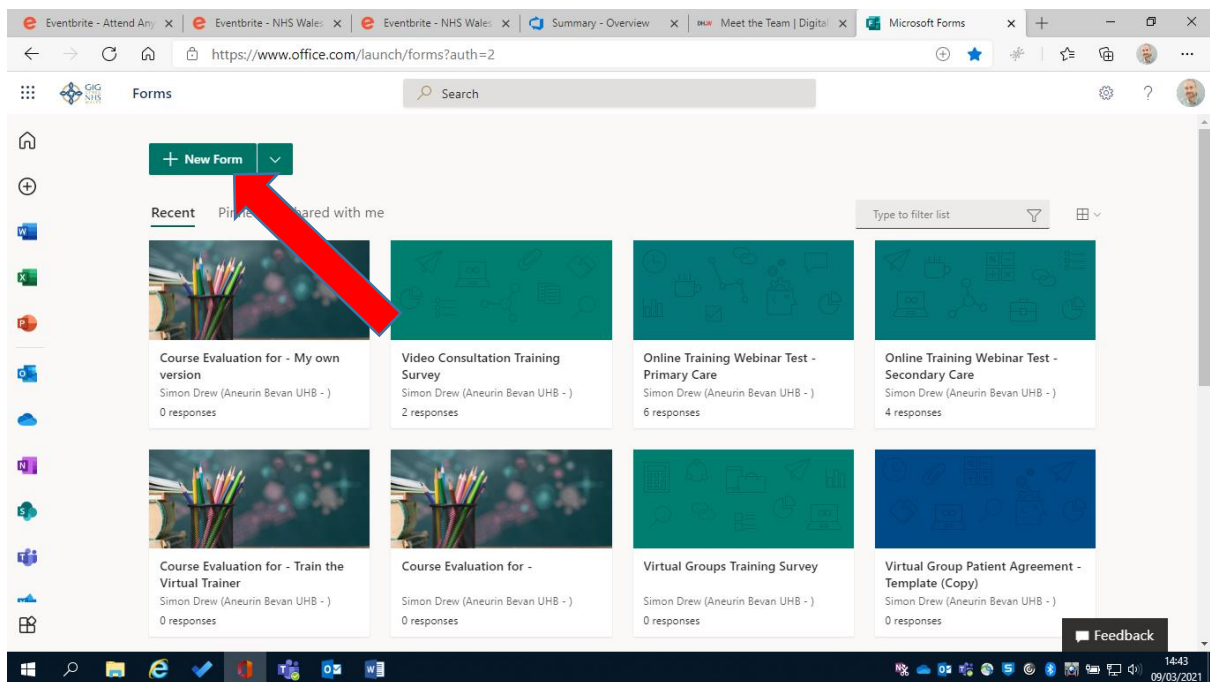 Eventbrite - Attend Any
Eventbrite - NHS Wales
Eventbrite - NHS Wales
Summary - Overview
Meet the Team | Digital
Microsoft Forms
https://www.office.com/launch/forms?auth=2
GIG
NHS
Forms
Search
New Form
Recent
hared with me
Type to filter list
Course Evaluation for - My own
version
Simon Drew (Aneurin Bevan UHB - )
0 responses
Video Consultation Training
Survey
Simon Drew (Aneurin Bevan UHB - )
2 responses
Online Training Webinar Test -
Primary Care
Simon Drew (Aneurin Bevan UHB - )
6 responses
Online Training Webinar Test -
Secondary Care
Simon Drew (Aneurin Bevan UHB - )
4 responses
Course Evaluation for - Train the
Virtual Trainer
Simon Drew (Aneurin Bevan UHB - )
0 responses
Course Evaluation for -
Simon Drew (Aneurin Bevan UHB - )
0 responses
Virtual Groups Training Survey
Simon Drew (Aneurin Bevan UHB - )
0 responses
Virtual Group Patient Agreement -
Template (Copy)
Simon Drew (Aneurin Bevan UHB - )
0 responses
Feedback
14:43
09/03/2021